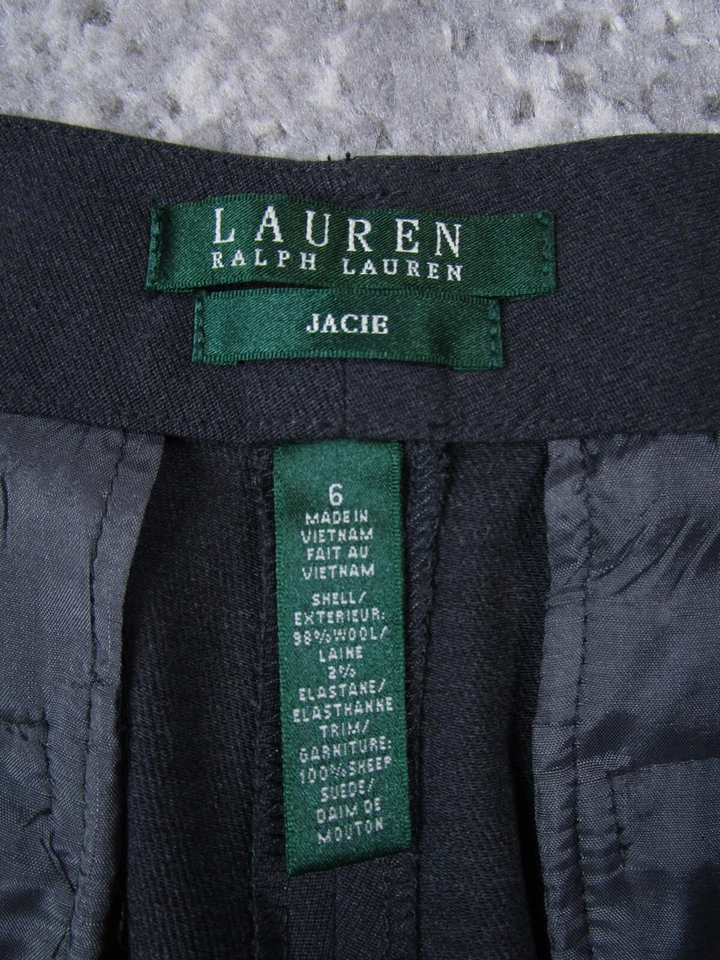 LAUREN
RALPH LAUREN
JACIE
6
MADE IN
VIETNAM
FAIT AU
VIETNAM
SHELL/
EXTERIEUR:
98%WOOL/
LAINE
2%
ELASTANE/
ELASTHANNE
TRIM/
GARNITURE:
100%SHEEP
SUEDE/
DAIM DE
MOUTON